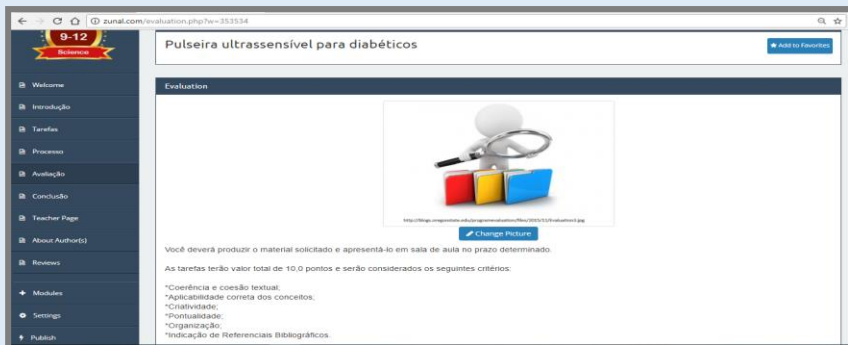 zunal.com/evaluation.php?w=353534
9-12
Science
Pulseira ultrassensível para diabéticos
Add to Favorites
Welcome
Introdução
Tarefas
Processo
Avaliação
Conclusão
Teacher Page
About Author(s)
Reviews
Modules
Settings
Publish
Evaluation
Change Picture
Você deverá produzir o material solicitado e apresentá-lo em sala de aula no prazo determinado.
As tarefas terão valor total de 10,0 pontos e serão considerados os seguintes critérios:
*Coerência e coesão textual;
*Aplicabilidade correta dos conceitos;
*Criatividade;
*Pontualidade;
*Organização;
*Indicação de Referenciais Bibliográficos.